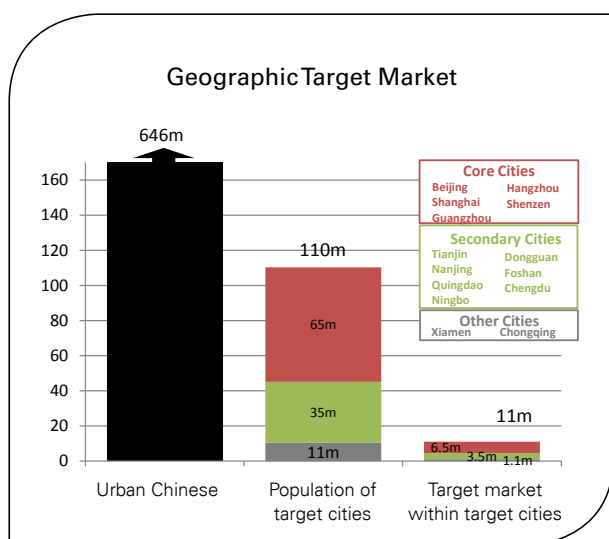 Geographic Target Market
646m
160
140
120
100
80
60
40
20
0
110m
65m
35m
11m
11m
6.5m
3.5m
1.1m
Core Cities
Beijing Hangzhou
Shanghai Shenzen
Guangzhou
Secondary Cities
Tianjin Dongguan
Nanjing Foshan
Quingdao Chengdu
Ningbo
Other Cities
Xiamen Chongqing
Urban Chinese
Population of
target cities
Target market
within target cities